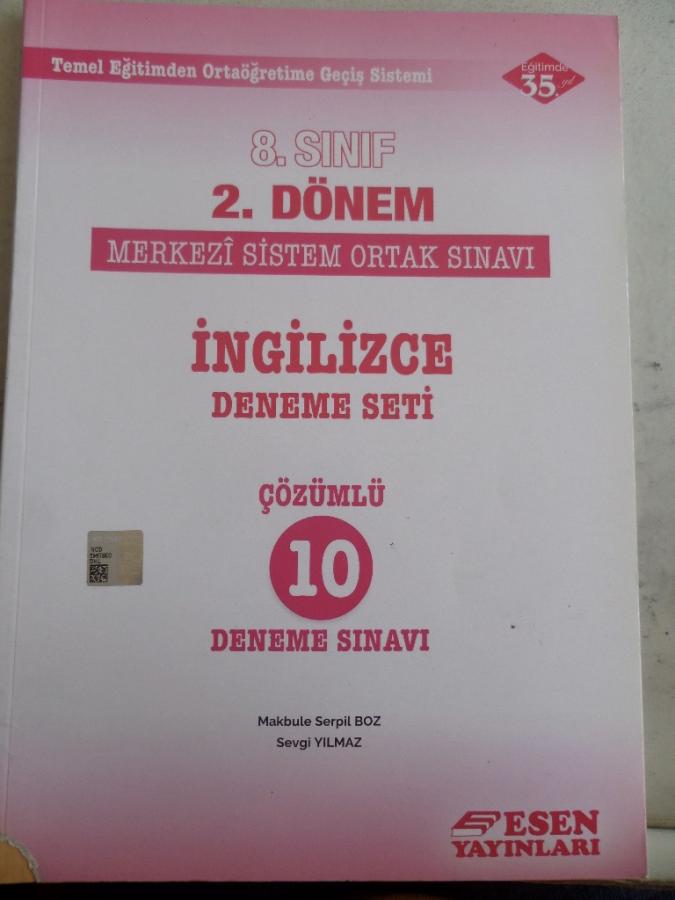 Temel Eğitimden Ortaöğretime Geçiş Sistemi
Eğitimde
35. yıl
8. SINIF
2. DÖNEM
MERKEZÎ SİSTEM ORTAK SINAVI
İNGİLİZCE
DENEME SETİ
ÇÖZÜMLÜ
10
DENEME SINAVI
Makbule Serpil BOZ
Sevgi YILMAZ
ESEN
YAYINLARI